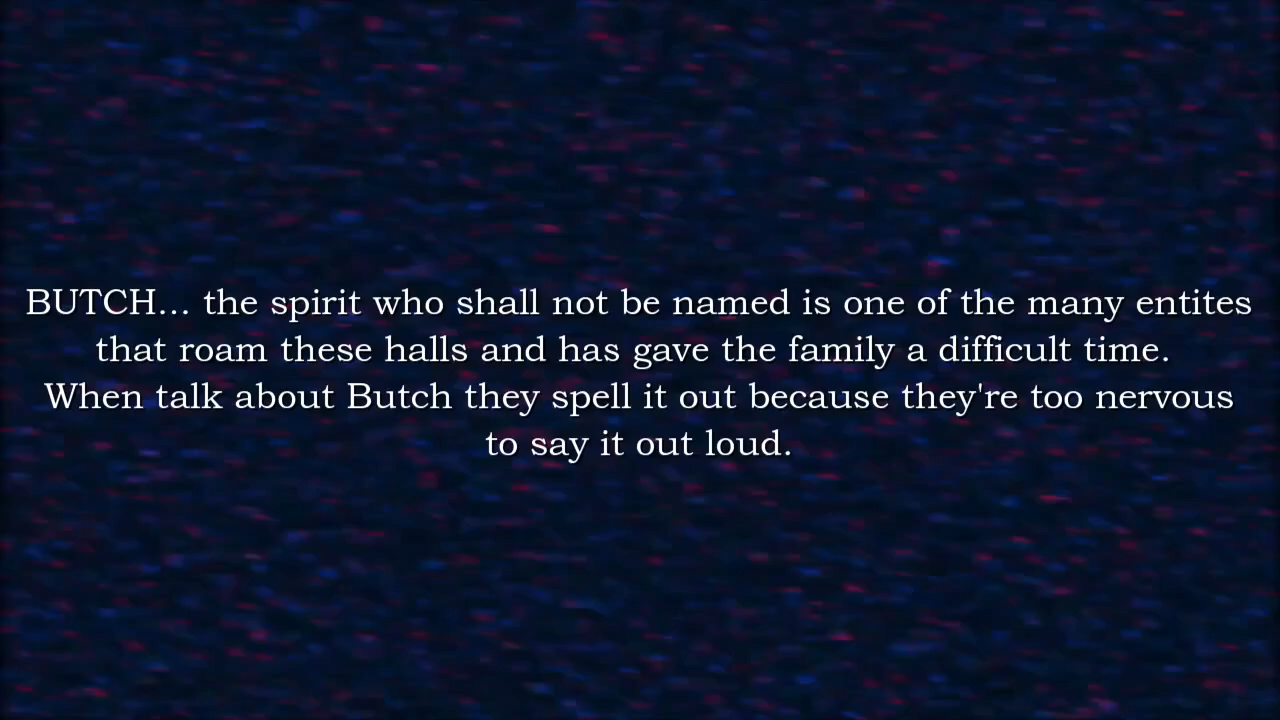 BUTCH... the spirit who shall not be named is one of the many entites
that roam these halls and has gave the family a difficult time.
When talk about Butch they spell it out because they're too nervous
to say it out loud.